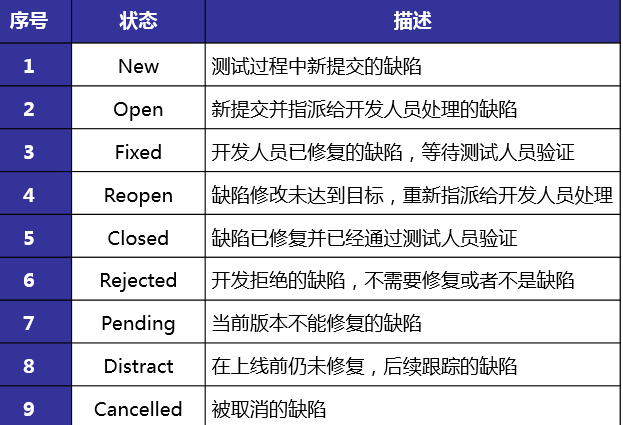 序号 状态 描述
1 New 测试过程中新提交的缺陷
2 Open 新提交并指派给开发人员处理的缺陷
3 Fixed 开发人员已修复的缺陷，等待测试人员验证
4 Reopen 缺陷修改未达到目标，重新指派给开发人员处理
5 Closed 缺陷已修复并已经通过测试人员验证
6 Rejected 开发拒绝的缺陷，不需要修复或者不是缺陷
7 Pending 当前版本不能修复的缺陷
8 Distract 在上线前仍未修复，后续跟踪的缺陷
9 Cancelled 被取消的缺陷